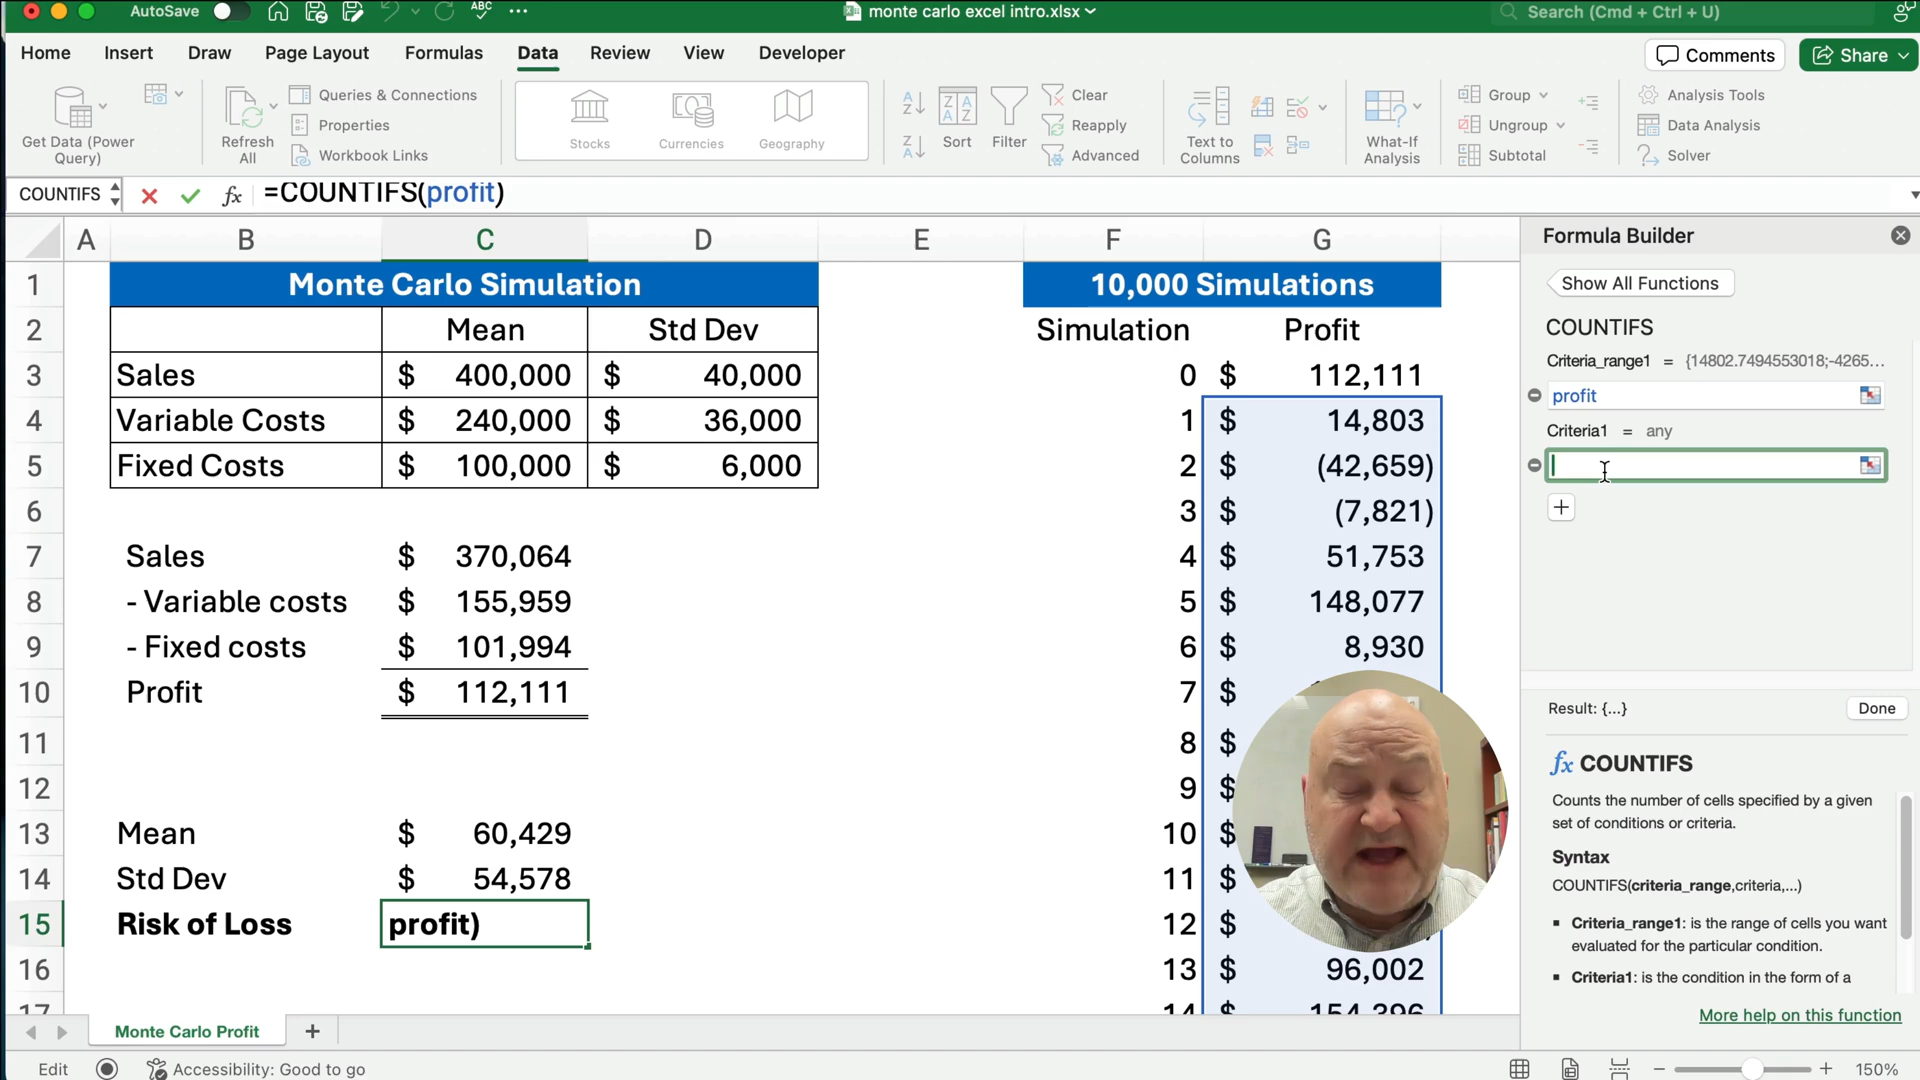 AutoSave
ABC
monte carlo excel intro.xlsx
Search (Cmd + Ctrl + U)
Home Insert Draw Page Layout Formulas Data Review View Developer
Comments
Share
Get Data (Power Query)
Refresh All
Queries & Connections
Properties
Workbook Links
Stocks
Currencies
Geography
Sort
Filter
Clear
Reapply
Advanced
Text to Columns
What-If Analysis
Group
Ungroup
Subtotal
Analysis Tools
Data Analysis
Solver
COUNTIFS fx =COUNTIFS(profit)
A B C D E F G
1 Monte Carlo Simulation 10,000 Simulations
2 Mean Std Dev Simulation Profit
3 Sales $ 400,000 $ 40,000 0 $ 112,111
4 Variable Costs $ 240,000 $ 36,000 1 $ 14,803
5 Fixed Costs $ 100,000 $ 6,000 2 $ (42,659)
6 3 $ (7,821)
7 Sales $ 370,064 4 $ 51,753
8 - Variable costs $ 155,959 5 $ 148,077
9 - Fixed costs $ 101,994 6 $ 8,930
10 Profit $ 112,111 7 $
11 8 $
12 9 $
13 Mean $ 60,429 10 $
14 Std Dev $ 54,578 11 $
15 Risk of Loss profit) 12 $
16 13 $ 96,002
17 14 $ 154,396
Formula Builder
Show All Functions
COUNTIFS
Criteria_range1 = {14802.7494553018;-4265...
profit
Criteria1 = any
Result: {...}
Done
fx COUNTIFS
Counts the number of cells specified by a given
set of conditions or criteria.
Syntax
COUNTIFS(criteria_range,criteria,...)
▪ Criteria_range1: is the range of cells you want
evaluated for the particular condition.
▪ Criteria1: is the condition in the form of a
More help on this function
Monte Carlo Profit
Edit
Accessibility: Good to go
150%